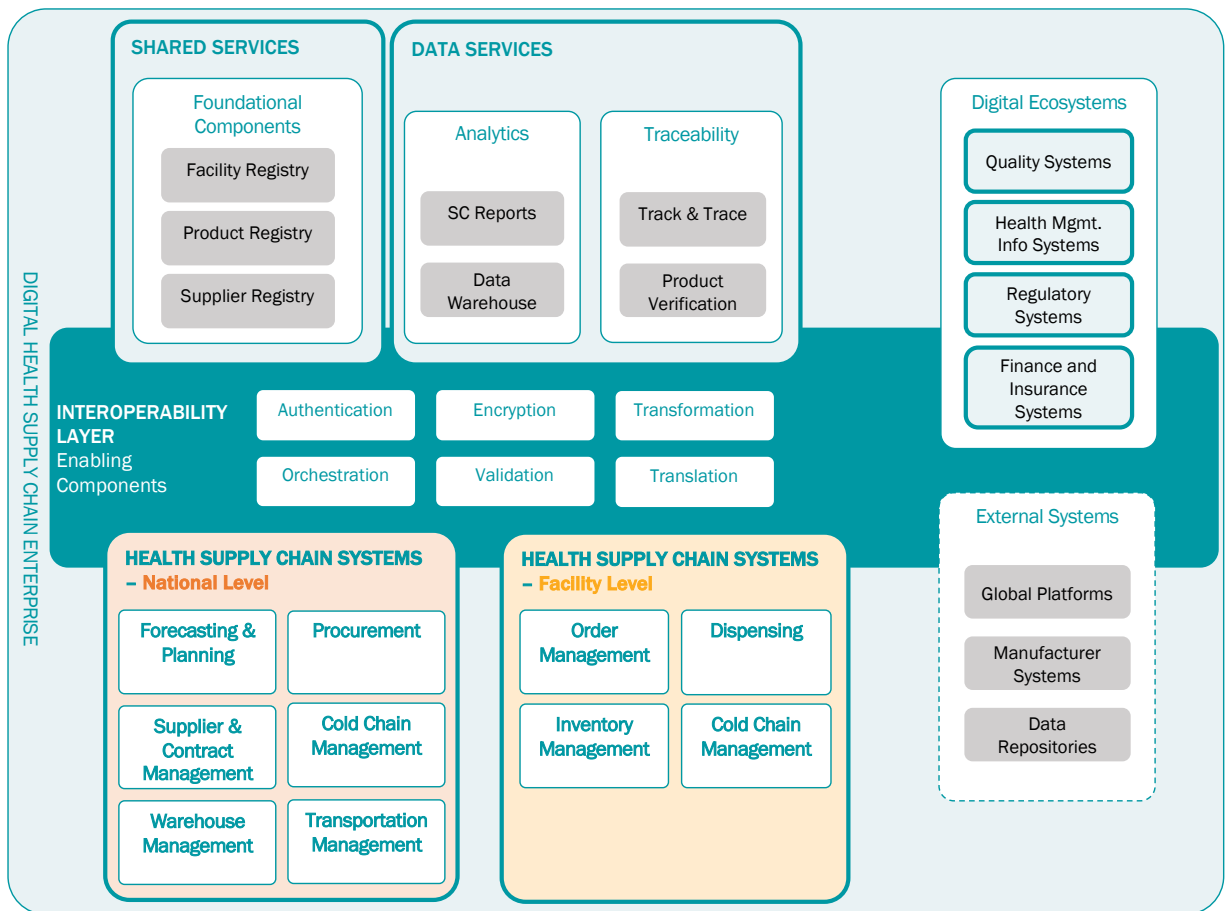 DIGITAL HEALTH SUPPLY CHAIN ENTERPRISE
SHARED SERVICES
Foundational
Components
Facility Registry
Product Registry
Supplier Registry
DATA SERVICES
Analytics
SC Reports
Data
Warehouse
Traceability
Track & Trace
Product
Verification
Digital Ecosystems
Quality Systems
Health Mgmt.
Info Systems
Regulatory
Systems
Finance and
Insurance
Systems
INTEROPERABILITY
LAYER
Enabling
Components
Authentication
Encryption
Transformation
Orchestration
Validation
Translation
HEALTH SUPPLY CHAIN SYSTEMS
– National Level
Forecasting &
Planning
Procurement
Supplier &
Contract
Management
Cold Chain
Management
Warehouse
Management
Transportation
Management
HEALTH SUPPLY CHAIN SYSTEMS
– Facility Level
Order
Management
Dispensing
Inventory
Management
Cold Chain
Management
External Systems
Global Platforms
Manufacturer
Systems
Data
Repositories